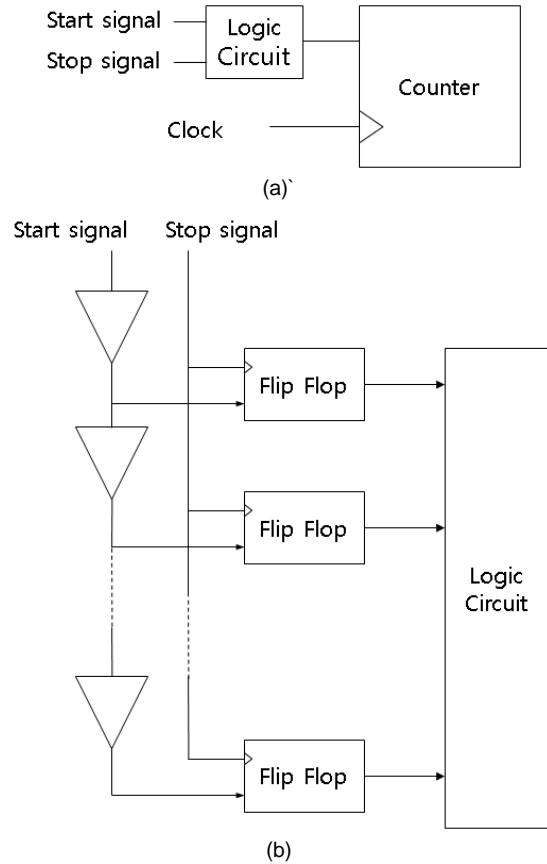 Start signal
Stop signal
Logic
Circuit
Counter
Clock
(a)`
Start signal
Stop signal
Flip Flop
Flip Flop
Logic
Circuit
Flip Flop
(b)